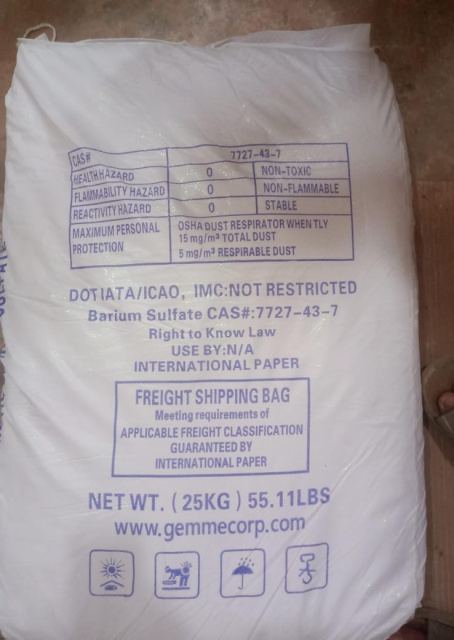 CAS# 7727-43-7
HEALTH HAZARD 0 NON-TOXIC
FLAMMABILITY HAZARD 0 NON-FLAMMABLE
REACTIVITY HAZARD 0 STABLE
MAXIMUM PERSONAL PROTECTION
OSHA DUST RESPIRATOR WHEN TLY
15 mg/m³ TOTAL DUST
5 mg/m³ RESPIRABLE DUST
DOT IATA/ICAO, IMC:NOT RESTRICTED
Barium Sulfate CAS#:7727-43-7
Right to Know Law
USE BY:N/A
INTERNATIONAL PAPER
FREIGHT SHIPPING BAG
Meeting requirements of
APPLICABLE FREIGHT CLASSIFICATION
GUARANTEED BY
INTERNATIONAL PAPER
NET WT. (25KG) 55.11LBS
www.gemmecorp.com